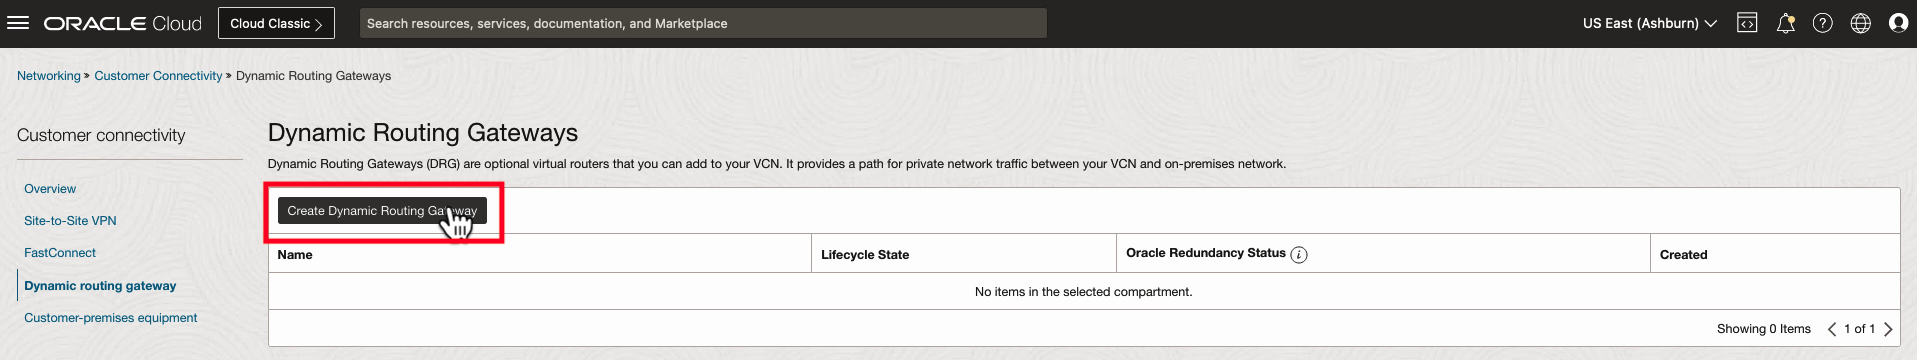 ORACLE Cloud Cloud Classic Search resources, services, documentation, and Marketplace US East (Ashburn)
Networking » Customer Connectivity » Dynamic Routing Gateways
Customer connectivity
Overview
Site-to-Site VPN
FastConnect
Dynamic routing gateway
Customer-premises equipment
Dynamic Routing Gateways
Dynamic Routing Gateways (DRG) are optional virtual routers that you can add to your VCN. It provides a path for private network traffic between your VCN and on-premises network.
Create Dynamic Routing Gateway
Name Lifecycle State Oracle Redundancy Status i Created
No items in the selected compartment.
Showing 0 Items < 1 of 1 >